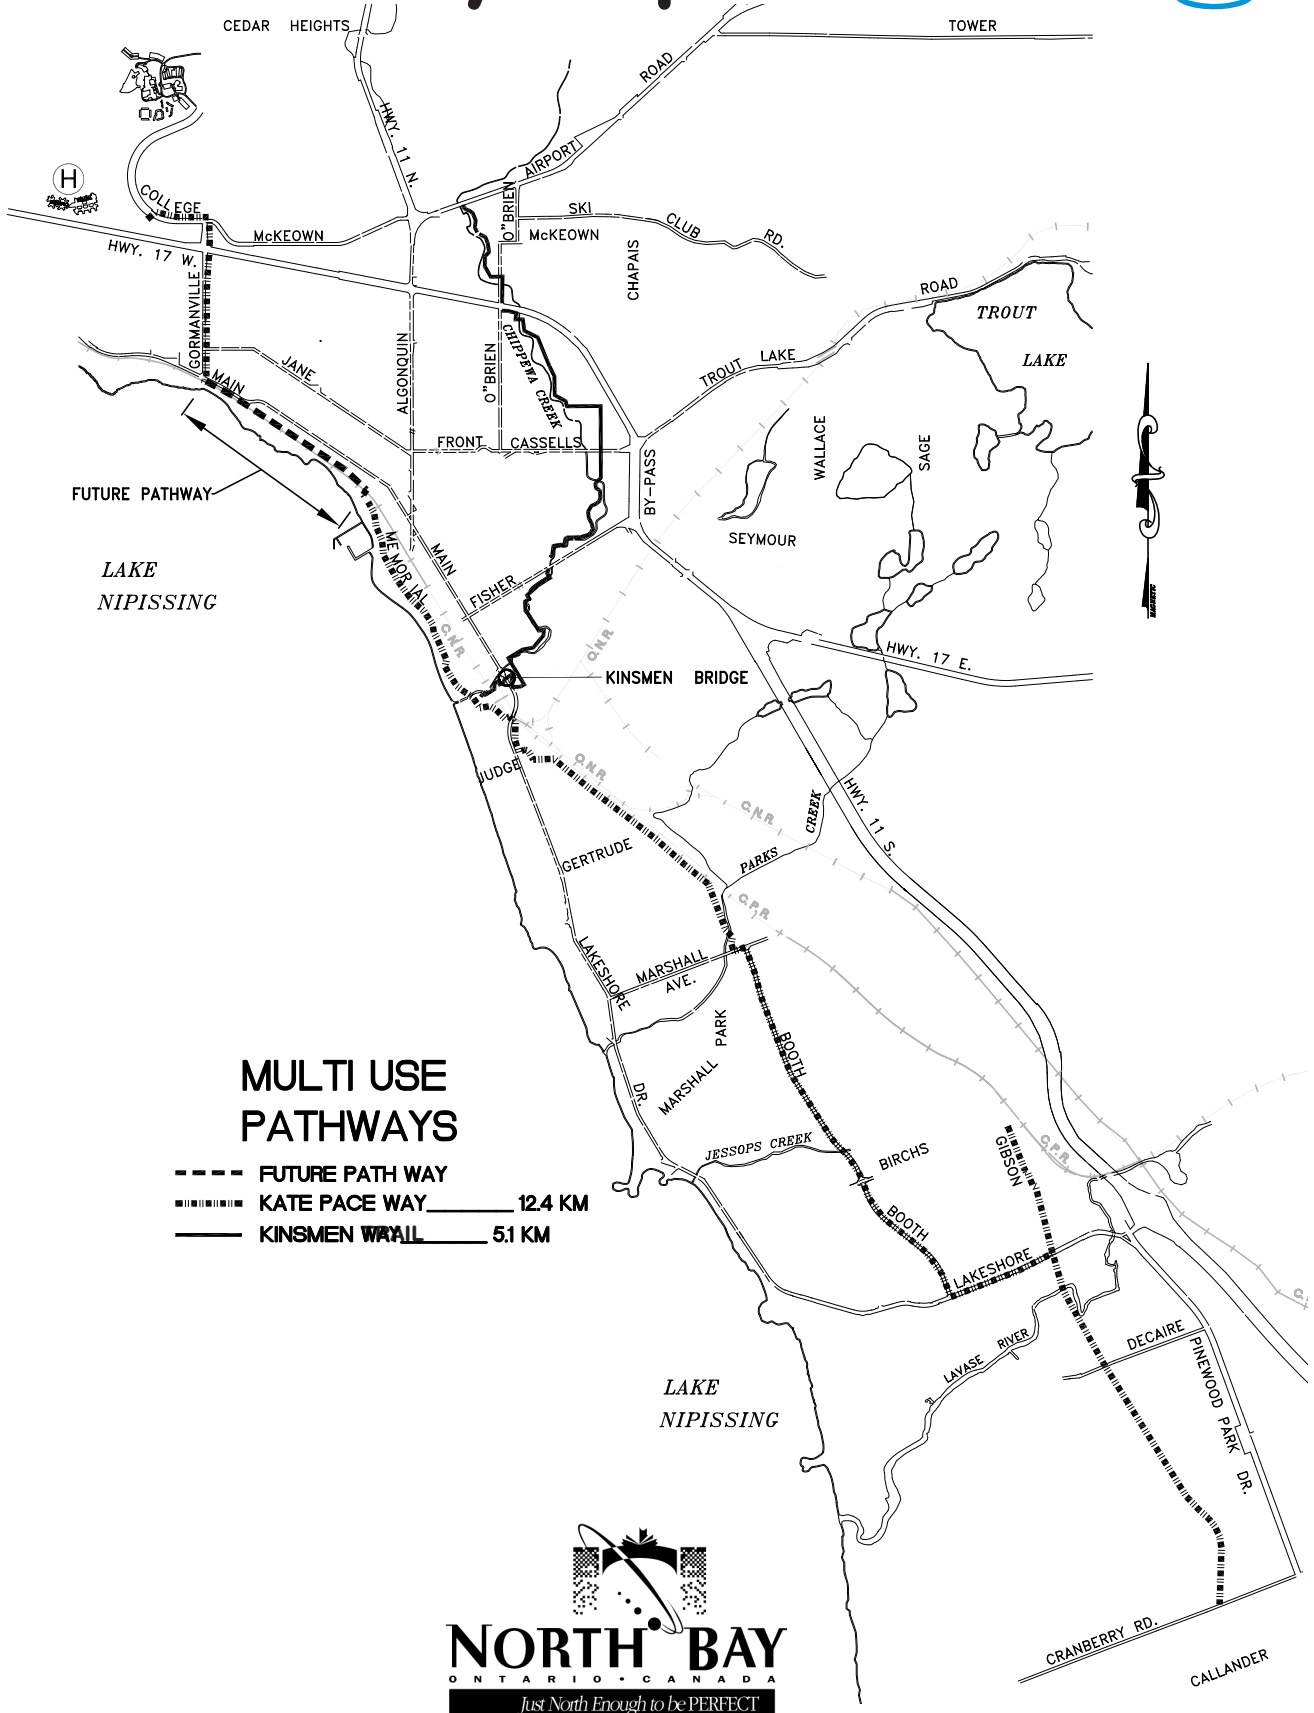 CEDAR HEIGHTS
TOWER
ROAD
HWY. 11 N.
AIRPORT
H
COLLEGE
O"BRIEN
SKI
CLUB
RD.
McKEOWN
McKEOWN
HWY. 17 W.
CHAPAIS
GORMANVILLE
ROAD
TROUT
LAKE
CHIPPEWA CREEK
ALGONQUIN
O"BRIEN
JANE
MAIN
TROUT LAKE
FRONT
CASSELLS
WALLACE
SAGE
BY-PASS
FUTURE PATHWAY
SEYMOUR
MAGNETIC
LAKE
NIPISSING
MEMORIAL
MAIN
FISHER
C.N.R.
C.N.R.
HWY. 17 E.
KINSMEN BRIDGE
JUDGE
C.N.R.
C.N.R.
CREEK
HWY. 11 S.
PARKS
GERTRUDE
C.P.R.
LAKESHORE
MARSHALL
AVE.
PARK
MARSHALL
BOOTH
DR.
MULTI USE
PATHWAYS
JESSOPS CREEK
BIRCHS
GIBSON
C.P.R.
FUTURE PATH WAY
KATE PACE WAY________ 12.4 KM
KINSMEN TRAIL________ 5.1 KM
BOOTH
LAKESHORE
LAVASE RIVER
DECAIRE
PINEWOOD PARK DR.
LAKE
NIPISSING
CRANBERRY RD.
CALLANDER
NORTH BAY
ONTARIO • CANADA
Just North Enough to be PERFECT